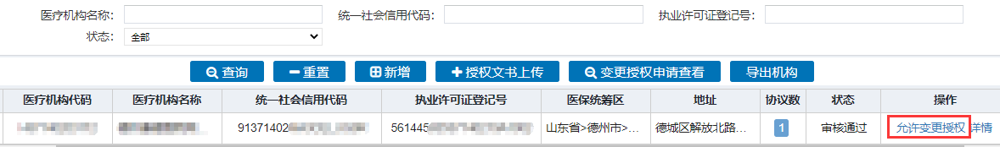 医疗机构名称： 统一社会信用代码： 执业许可证登记号：
状态： 全部
查询 重置 新增 授权文书上传 变更授权申请查看 导出机构
医疗机构代码 医疗机构名称 统一社会信用代码 执业许可证登记号 医保统筹区 地址 协议数 状态 操作
91371402 561445 山东省>德州市>... 德城区解放北路... 1 审核通过 允许变更授权 详情